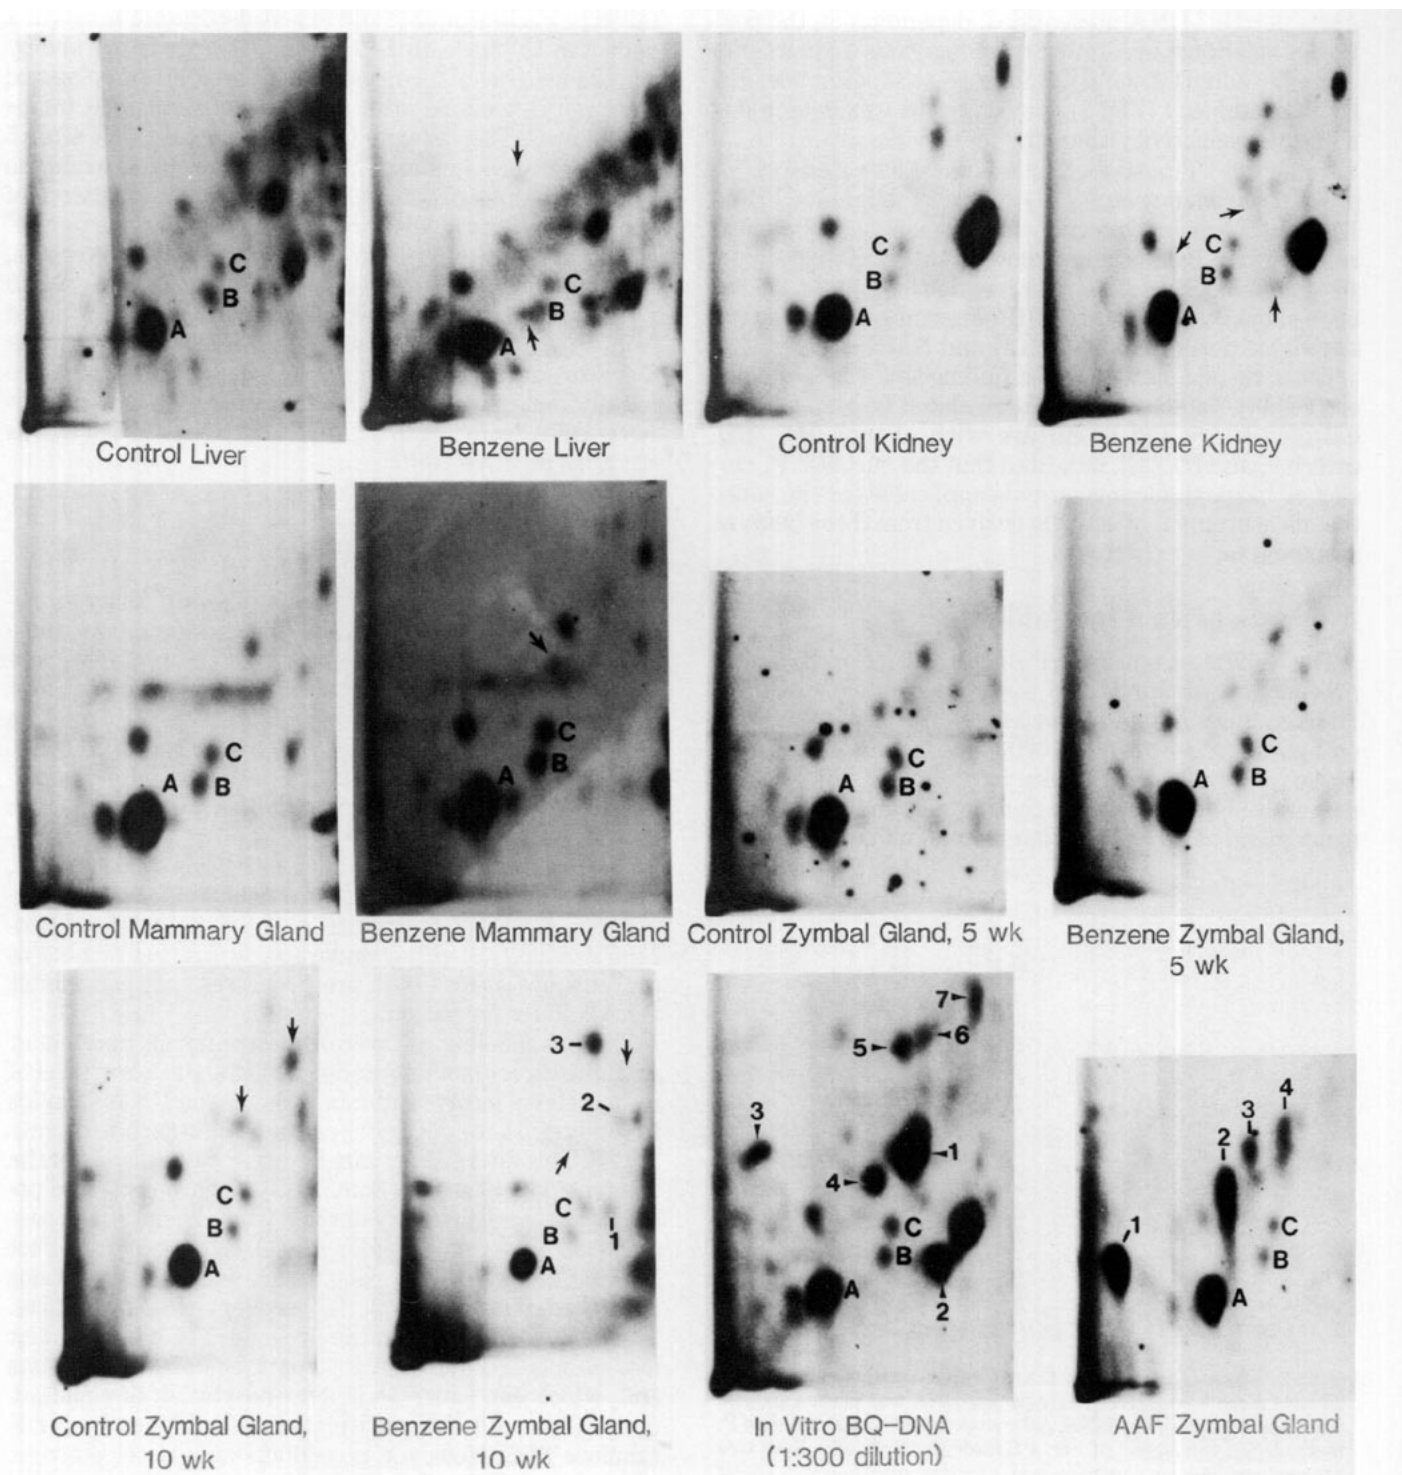 C
B
A
C
B
A
C
B
A
C
B
A
Control Liver
Benzene Liver
Control Kidney
Benzene Kidney
A
C
B
A
C
B
A
C
B
A
C
B
Control Mammary Gland
Benzene Mammary Gland
Control Zymbal Gland, 5 wk
Benzene Zymbal Gland,
5 wk
C
B
A
3
2
C
B
1
A
7
6
5
3
1
4
C
B
A
2
4
3
2
1
C
B
A
Control Zymbal Gland,
10 wk
Benzene Zymbal Gland,
10 wk
In Vitro BQ-DNA
(1:300 dilution)
AAF Zymbal Gland